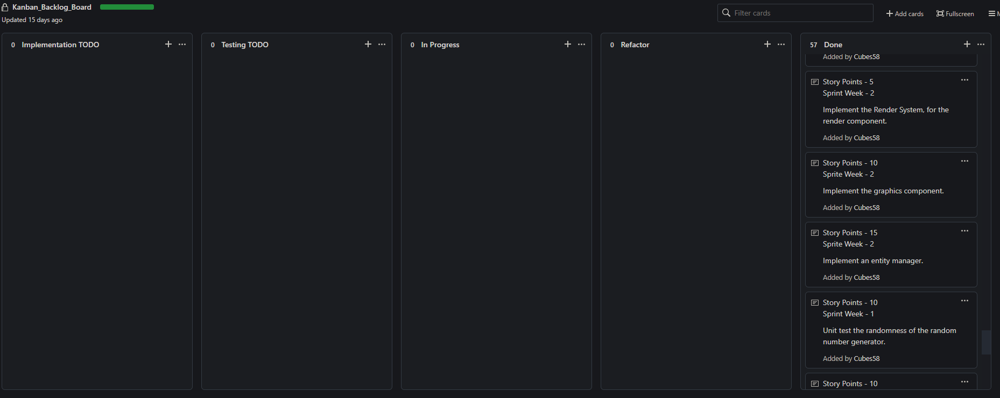 Kanban_Backlog_Board
Updated 15 days ago
Filter cards
Add cards
Fullscreen
0 Implementation TODO
0 Testing TODO
0 In Progress
0 Refactor
57 Done
Added by Cubes58
Story Points - 5
Sprint Week - 2
Implement the Render System, for the
render component.
Added by Cubes58
Story Points - 10
Sprite Week - 2
Implement the graphics component.
Added by Cubes58
Story Points - 15
Sprite Week - 2
Implement an entity manager.
Added by Cubes58
Story Points - 10
Sprint Week - 1
Unit test the randomness of the random
number generator.
Added by Cubes58
Story Points - 10